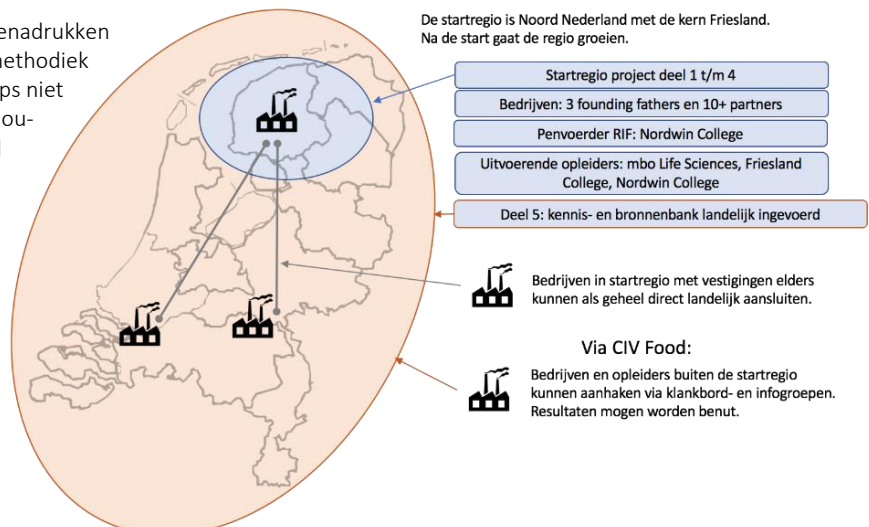 enadrukken
nethodiek
ps niet
ou-
De startregio is Noord Nederland met de kern Friesland.
Na de start gaat de regio groeien.
Startregio project deel 1 t/m 4
Bedrijven: 3 founding fathers en 10+ partners
Penvoerder RIF: Nordwin College
Uitvoerende opleiders: mbo Life Sciences, Friesland
College, Nordwin College
Deel 5: kennis- en bronnenbank landelijk ingevoerd
Bedrijven in startregio met vestigingen elders
kunnen als geheel direct landelijk aansluiten.
Via CIV Food:
Bedrijven en opleiders buiten de startregio
kunnen aanhaken via klankbord- en infogroepen.
Resultaten mogen worden benut.